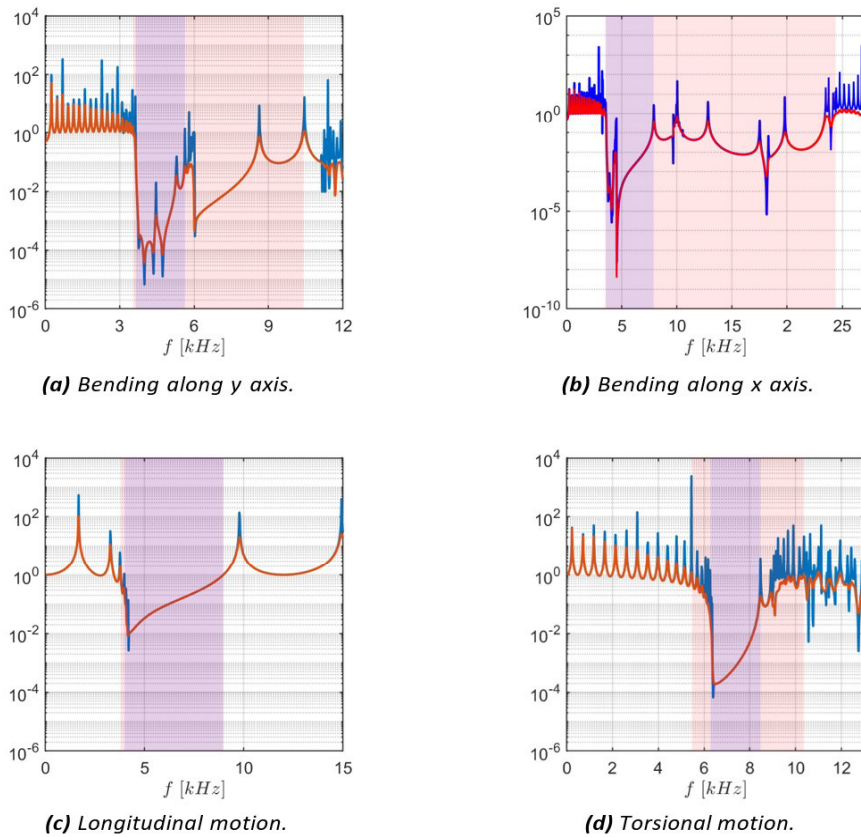 10^4
10^2
10^0
10^-2
10^-4
10^-6
0 3 6 9 12
f [kHz]
(a) Bending along y axis.
10^5
10^0
10^-5
10^-10
0 5 10 15 2 25
f [kHz]
(b) Bending along x axis.
10^4
10^2
10^0
10^-2
10^-4
10^-6
0 5 10 15
f [kHz]
(c) Longitudinal motion.
10^4
10^2
10^0
10^-2
10^-4
10^-6
0 2 4 6 8 10 12
f [kHz]
(d) Torsional motion.